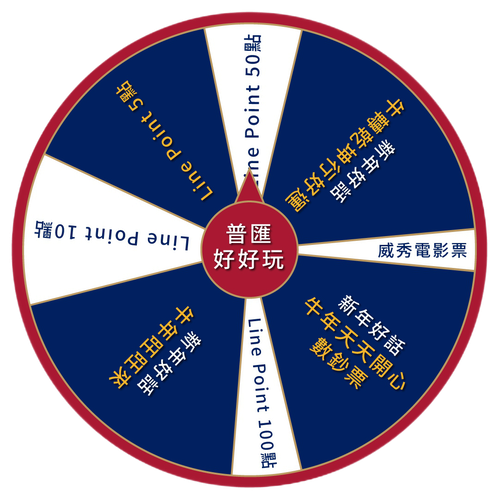 普匯
好好玩
Line Point 50點
新年好話
牛轉乾坤行好運
威秀電影票
新年好話
牛年天天開心
數鈔票
Line Point 100點
新年好話
牛年旺旺來
Line Point 10點
Line Point 5點